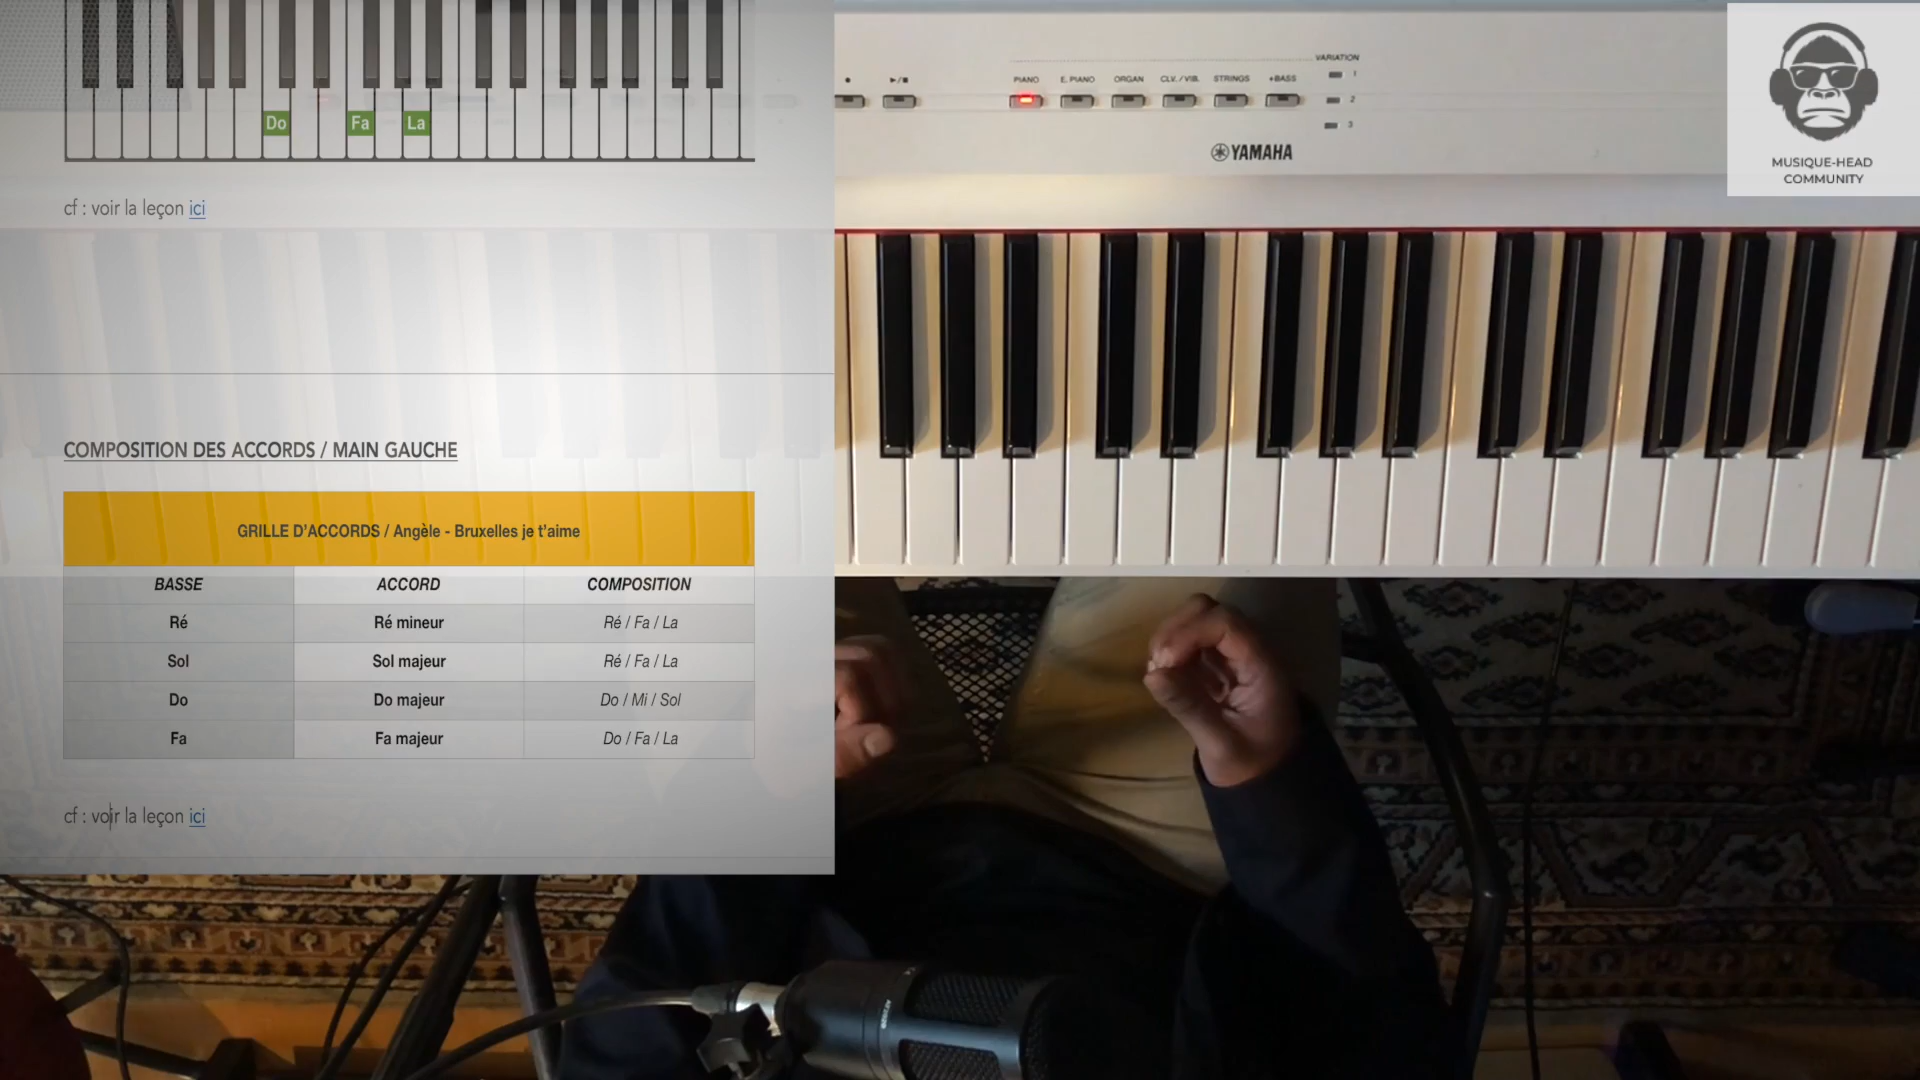 Do Fa La
cf : voir la leçon ici
COMPOSITION DES ACCORDS / MAIN GAUCHE
GRILLE D'ACCORDS / Angèle - Bruxelles je t'aime
BASSE ACCORD COMPOSITION
Ré Ré mineur Ré / Fa / La
Sol Sol majeur Ré / Fa / La
Do Do majeur Do / Mi / Sol
Fa Fa majeur Do / Fa / La
cf : voir la leçon ici
VARIATION
PIANO E. PIANO ORGAN CLV. / VIB. STRINGS +BASS
1
2
3
YAMAHA
MUSIQUE-HEAD
COMMUNITY